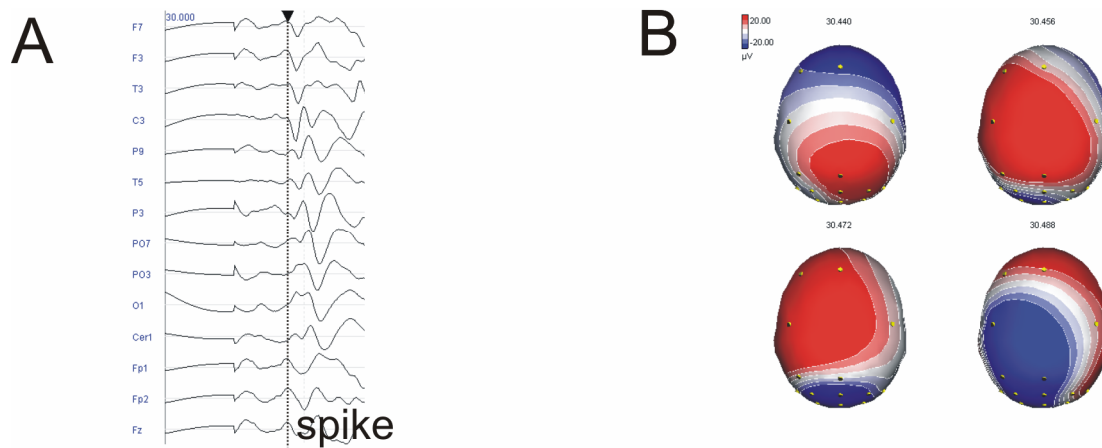 A
30.000
F7
F3
T3
C3
P9
T5
P3
PO7
PO3
O1
Cer1
Fp1
Fp2
Fz
spike
B
20.00
-20.00
µV
30.440
30.456
30.472
30.488